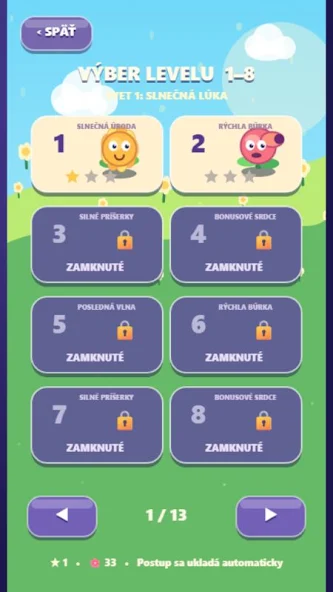 ‹ SPÄŤ
VÝBER LEVELU 1–8
SVET 1: SLNEČNÁ LÚKA
SLNEČNÁ ÚRODA
1
RÝCHLA BÚRKA
2
SILNÉ PRÍŠERKY
3
ZAMKNUTÉ
BONUSOVÉ SRDCE
4
ZAMKNUTÉ
POSLEDNÁ VLNA
5
ZAMKNUTÉ
RÝCHLA BÚRKA
6
ZAMKNUTÉ
SILNÉ PRÍŠERKY
7
ZAMKNUTÉ
BONUSOVÉ SRDCE
8
ZAMKNUTÉ
◀ 1 / 13 ▶
★ 1 • 33 • Postup sa ukladá automaticky